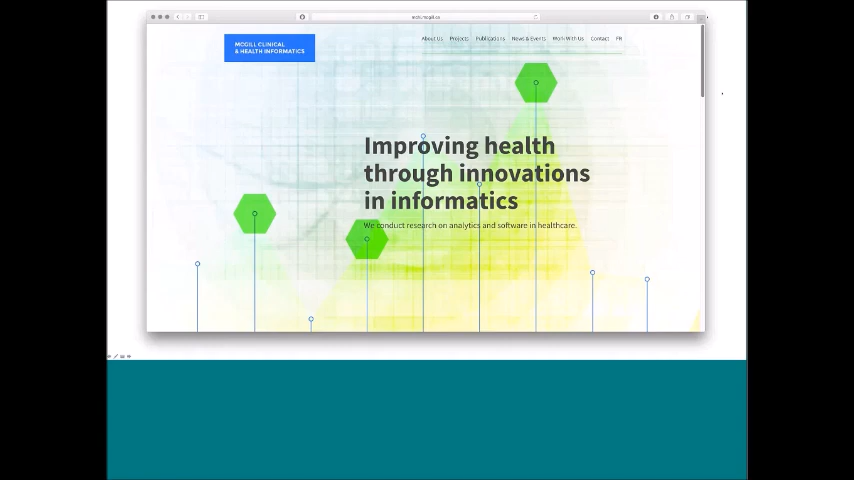 MCGILL CLINICAL
& HEALTH INFORMATICS
About Us Projects Publications News & Events Work With Us Contact FR
Improving health
through innovations
in informatics
We conduct research on analytics and software in healthcare.